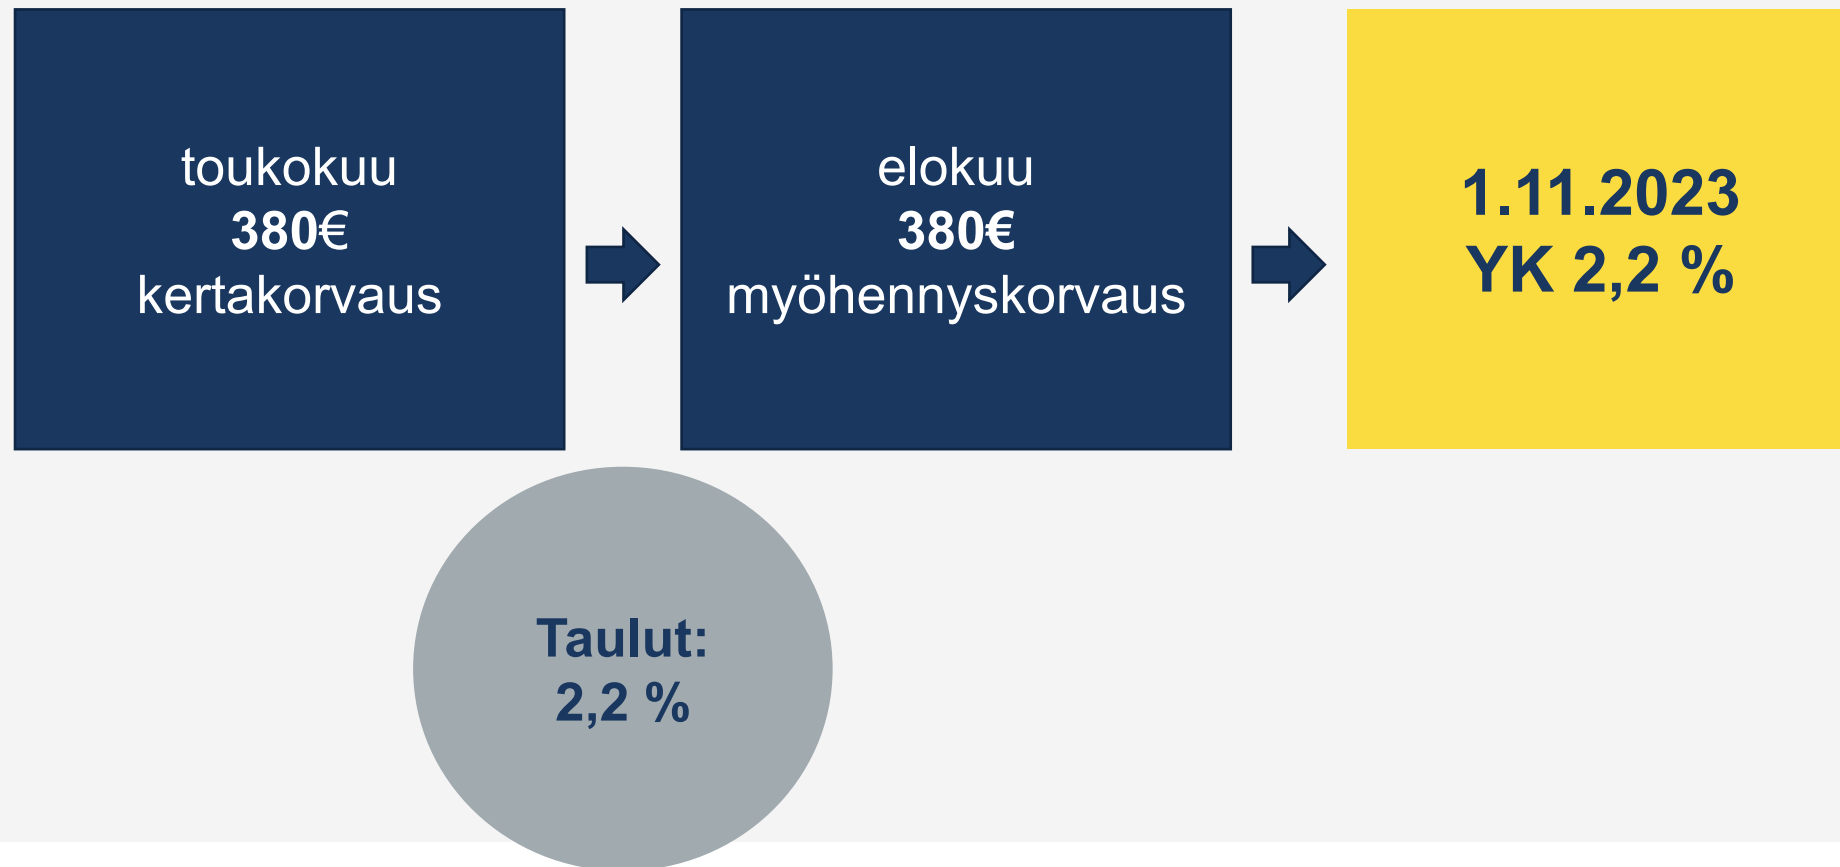 toukokuu
380€
kertakorvaus
elokuu
380€
myöhennyskorvaus
1.11.2023
YK 2,2 %
Taulut:
2,2 %